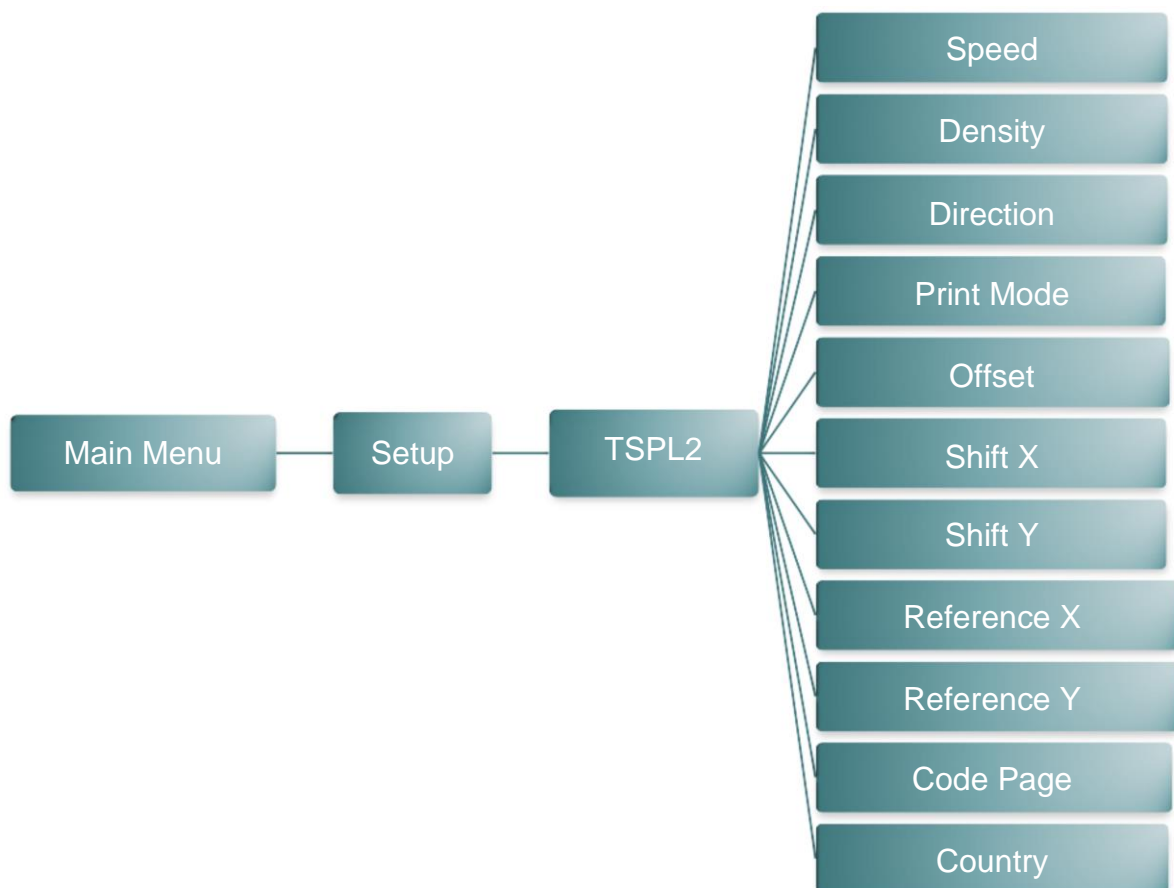 Speed
Density
Direction
Print Mode
Offset
Main Menu
Setup
TSPL2
Shift X
Shift Y
Reference X
Reference Y
Code Page
Country